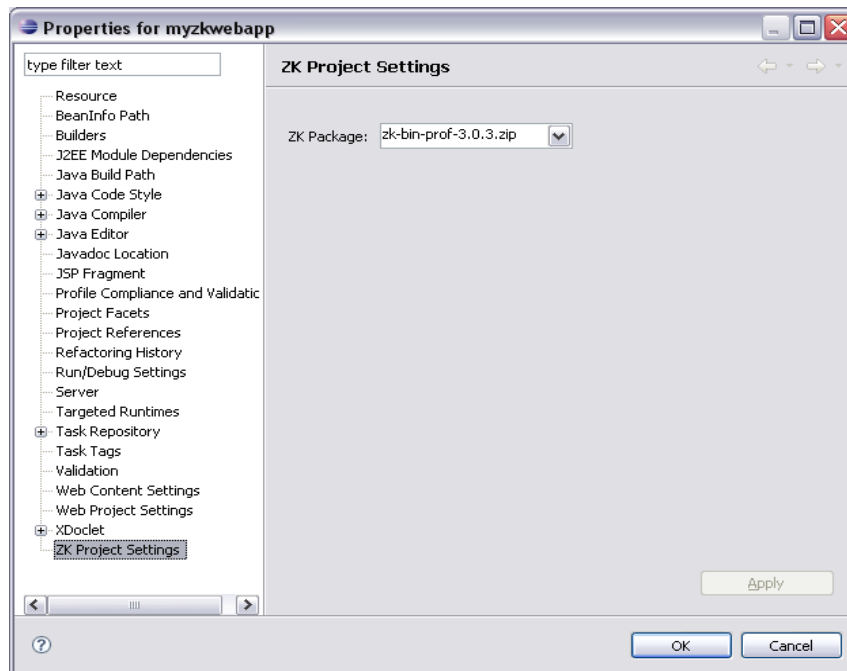 Properties for myzkwebapp
type filter text
ZK Project Settings
Resource
BeanInfo Path
Builders
J2EE Module Dependencies
Java Build Path
Java Code Style
Java Compiler
Java Editor
Javadoc Location
JSP Fragment
Profile Compliance and Validatic
Project Facets
Project References
Refactoring History
Run/Debug Settings
Server
Targeted Runtimes
Task Repository
Task Tags
Validation
Web Content Settings
Web Project Settings
XDoclet
ZK Project Settings
ZK Package: zk-bin-prof-3.0.3.zip
Apply
OK
Cancel